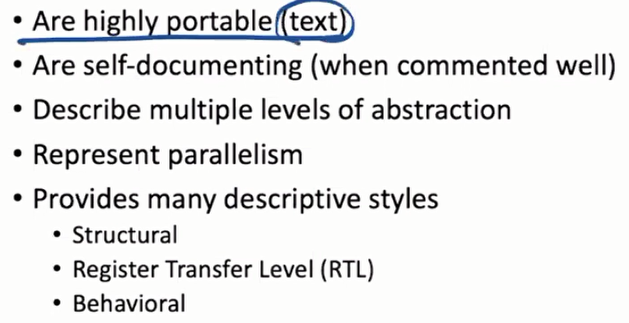 • Are highly portable (text)
• Are self-documenting (when commented well)
• Describe multiple levels of abstraction
• Represent parallelism
• Provides many descriptive styles
• Structural
• Register Transfer Level (RTL)
• Behavioral